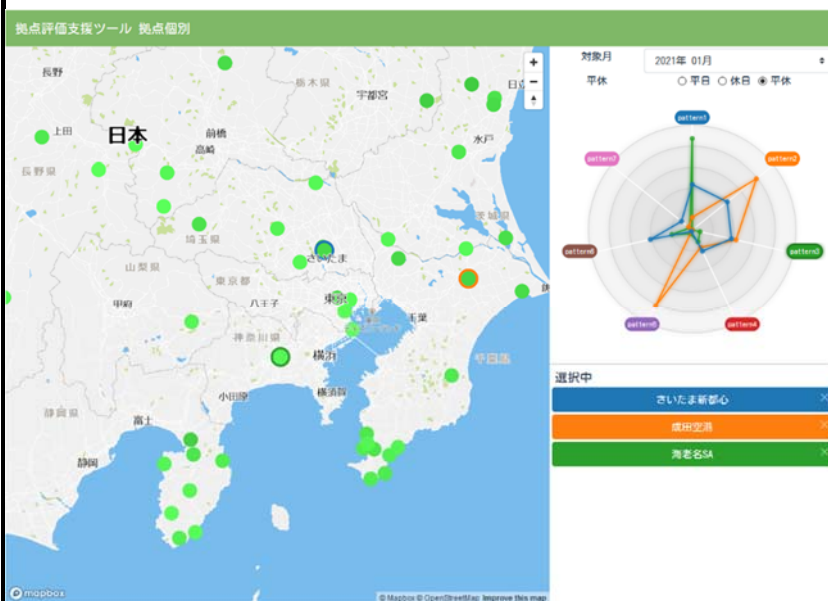 拠点評価支援ツール 拠点個別
長野
上田
日本
前橋
高崎
栃木県
宇都宮
日立
水戸
長野県
茨城県
埼玉県
さいたま
山梨県
東京都
東京
甲府
八王子
千葉
神奈川県
横浜
千葉県
小田原
横須賀
静岡県
富士
静岡
mapbox
© Mapbox © OpenStreetMap Improve this map
対象月
2021年 01月
平休
平日
休日
平休
pattern1
pattern7
pattern2
pattern6
pattern3
pattern5
pattern4
選択中
さいたま新都心
成田空港
海老名SA